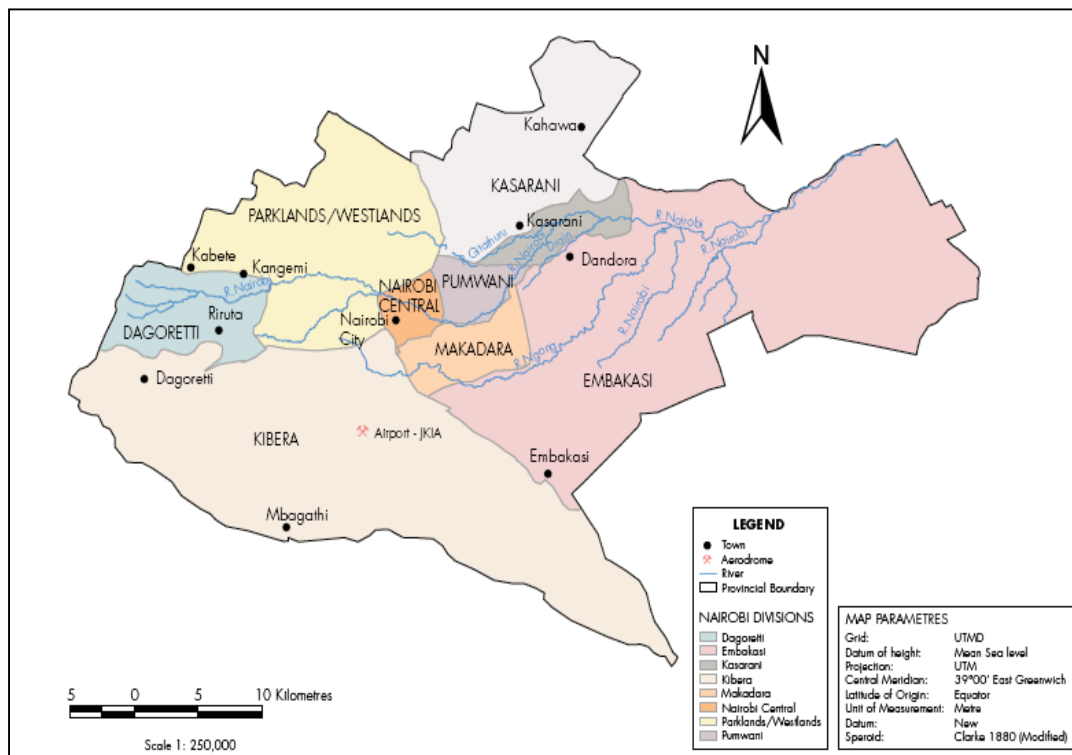 N
Kahawa
KASARANI
PARKLANDS/WESTLANDS
Kasarani
Gitathuru
R.Nairobi
Drain
R.Nairobi
R.Nairobi
Kabete
Kangemi
Dandora
R.Nairobi
NAIROBI
CENTRAL
PUMWANI
R.Nairobi
Riruta
DAGORETTI
Nairobi
City
MAKADARA
R.Ngong
EMBAKASI
Dagoretti
KIBERA
Airport - JKIA
Embakasi
Mbagathi
LEGEND
Town
Aerodrome
River
Provincial Boundary
NAIROBI DIVISIONS
Dagoretti
Embakasi
Kasarani
Kibera
Makadara
Nairobi Central
Parklands/Westlands
Pumwani
MAP PARAMETRES
Grid: UTMD
Datum of height: Mean Sea level
Projection: UTM
Central Meridian: 39°00' East Greenwich
Latitude of Origin: Equator
Unit of Measurement: Metre
Datum: New
Speroid: Clarke 1880 (Modified)
5 0 5 10 Kilometres
Scale 1: 250,000